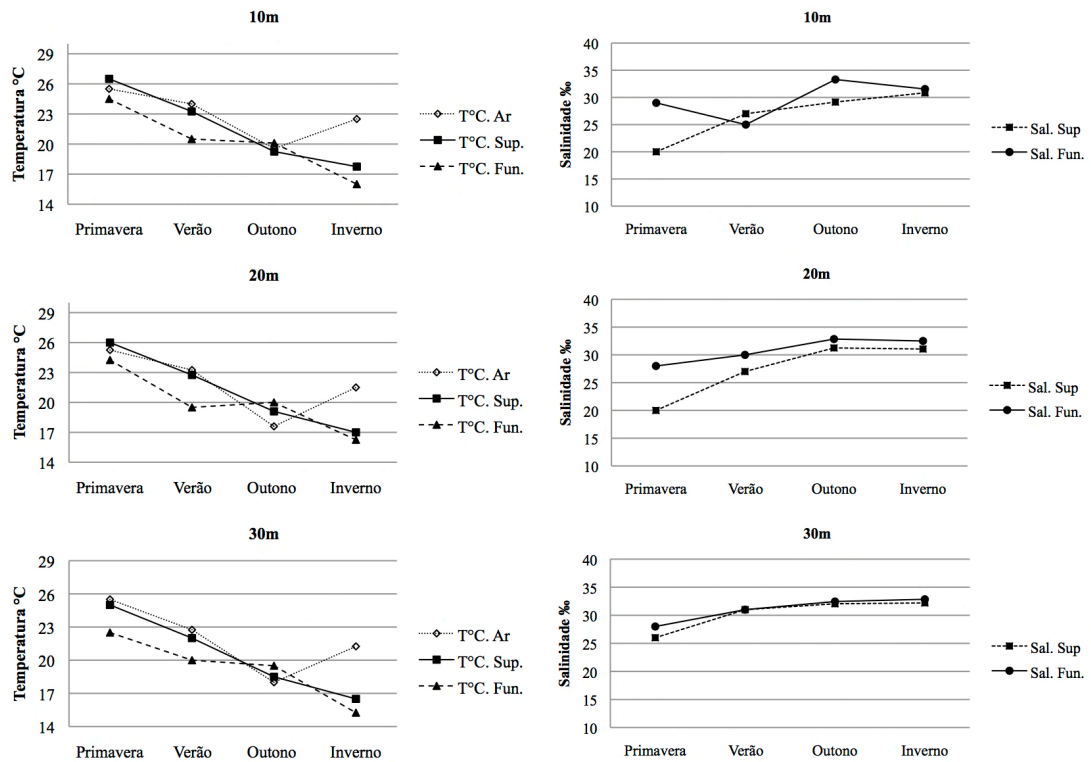 10m
Temperatura °C
29
26
23
20
17
14
Primavera Verão Outono Inverno
T°C. Ar
T°C. Sup.
T°C. Fun.
10m
Salinidade ‰
40
35
30
25
20
15
10
Primavera Verão Outono Inverno
Sal. Sup
Sal. Fun.
20m
Temperatura °C
29
26
23
20
17
14
Primavera Verão Outono Inverno
T°C. Ar
T°C. Sup.
T°C. Fun.
20m
Salinidade ‰
40
35
30
25
20
15
10
Primavera Verão Outono Inverno
Sal. Sup
Sal. Fun.
30m
Temperatura °C
29
26
23
20
17
14
Primavera Verão Outono Inverno
T°C. Ar
T°C. Sup.
T°C. Fun.
30m
Salinidade ‰
40
35
30
25
20
15
10
Primavera Verão Outono Inverno
Sal. Sup
Sal. Fun.